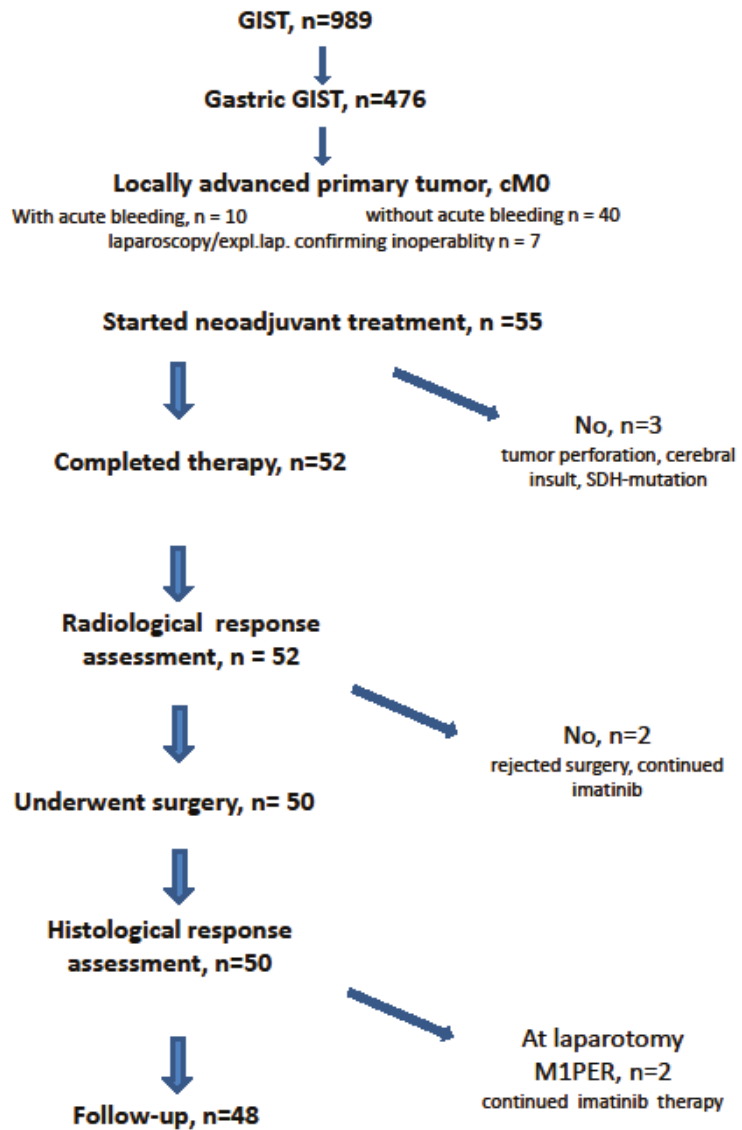 GIST, n=989
Gastric GIST, n=476
Locally advanced primary tumor, cM0
With acute bleeding, n = 10
without acute bleeding n = 40
laparoscopy/expl.lap. confirming inoperablity n = 7
Started neoadjuvant treatment, n =55
No, n=3
tumor perforation, cerebral
insult, SDH-mutation
Completed therapy, n=52
Radiological response
assessment, n = 52
No, n=2
rejected surgery, continued
imatinib
Underwent surgery, n= 50
Histological response
assessment, n=50
At laparotomy
M1PER, n=2
continued imatinib therapy
Follow-up, n=48